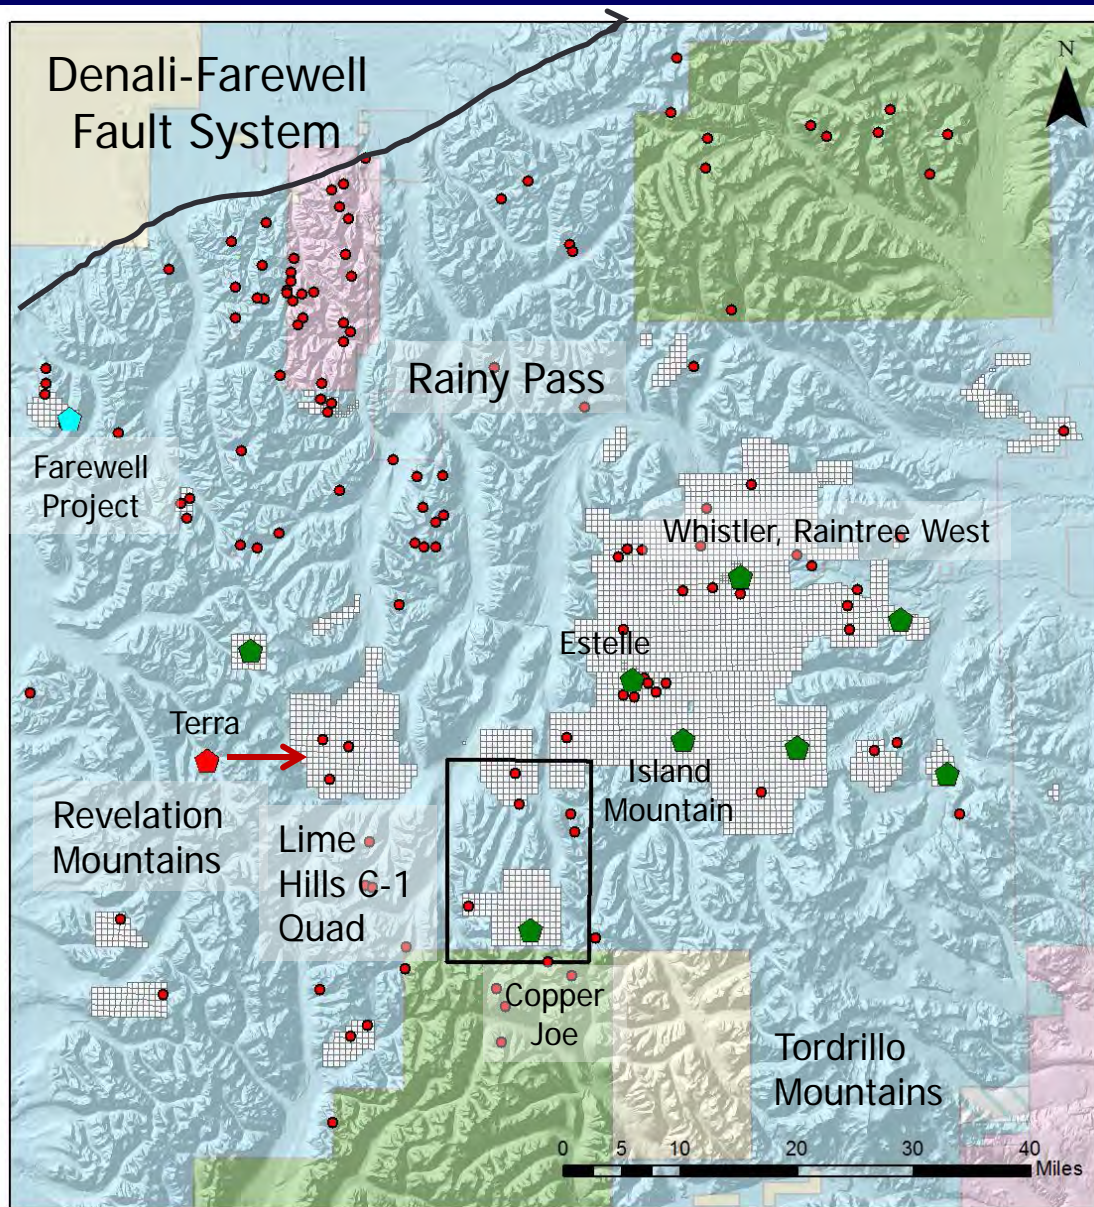 Denali-Farewell
Fault System
N
Rainy Pass
Farewell
Project
Whistler, Raintree West
Estelle
Terra
Island
Mountain
Revelation
Mountains
Lime
Hills C-1
Quad
Copper
Joe
Tordrillo
Mountains
0 5 10 20 30 40
Miles